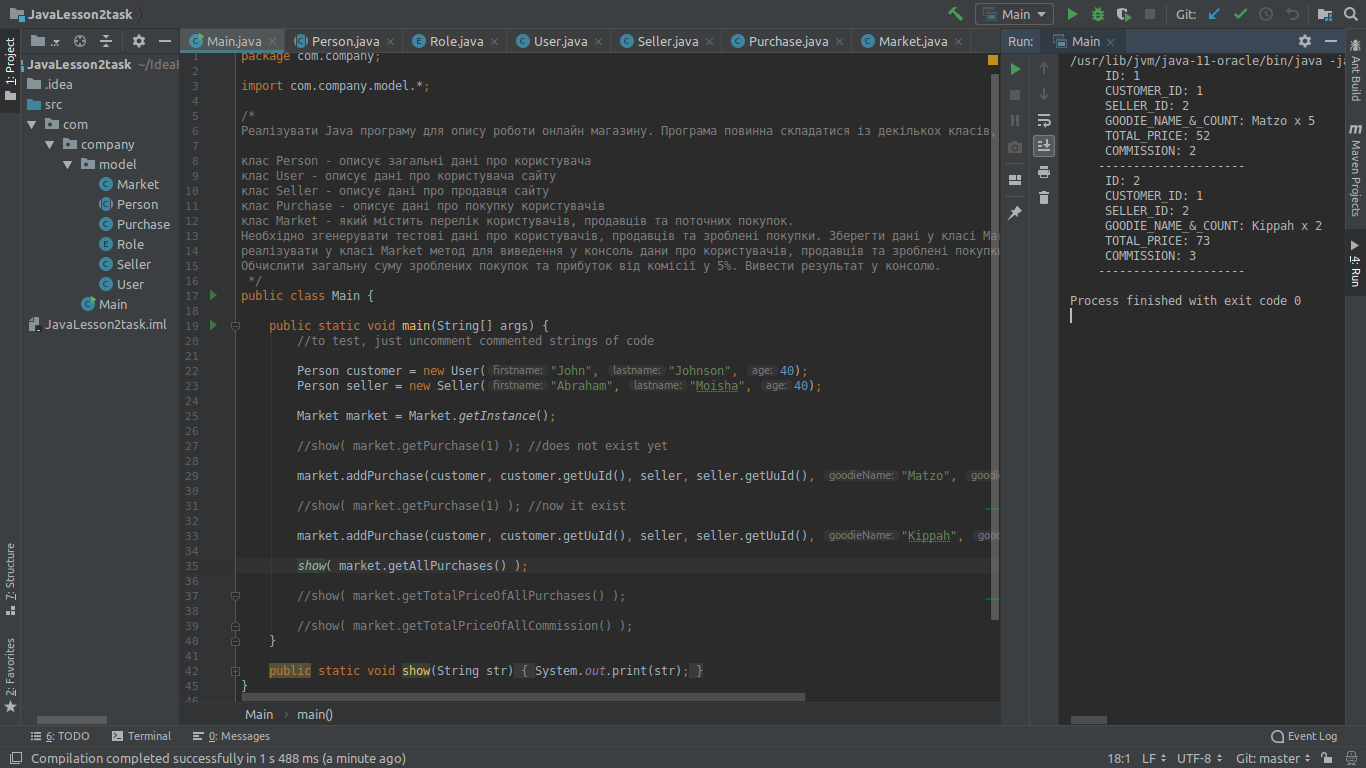 JavaLesson2task
Main
Git:
1: Project
JavaLesson2task ~/IdeaP
.idea
src
com
company
model
Market
Person
Purchase
Role
Seller
User
Main
JavaLesson2task.iml
7: Structure
2: Favorites
Main.java
Person.java
Role.java
User.java
Seller.java
Purchase.java
Market.java
1 package com.company;
2
3 import com.company.model.*;
4
5 /*
6 Реалізувати Java програму для опису роботи онлайн магазину. Програма повинна складатися із декількох класів,
7
8 клас Person - описує загальні дані про користувача
9 клас User - описує дані про користувача сайту
10 клас Seller - описує дані про продавця сайту
11 клас Purchase - описує дані про покупку користувачів
12 клас Market - який містить перелік користувачів, продавців та поточних покупок.
13 Необхідно згенерувати тестові дані про користувачів, продавців та зроблені покупки. Зберегти дані у класі Ma
14 реалізувати у класі Market метод для виведення у консоль дани про користувачів, продавців та зроблені покупк
15 Обчислити загальну суму зроблених покупок та прибуток від комісії у 5%. Вивести результат у консолю.
16 */
17 public class Main {
18
19 public static void main(String[] args) {
20 //to test, just uncomment commented strings of code
21
22 Person customer = new User( firstname: "John", lastname: "Johnson", age: 40);
23 Person seller = new Seller( firstname: "Abraham", lastname: "Moisha", age: 40);
24
25 Market market = Market.getInstance();
26
27 //show( market.getPurchase(1) ); //does not exist yet
28
29 market.addPurchase(customer, customer.getUuId(), seller, seller.getUuId(), goodieName: "Matzo", goodie
30
31 //show( market.getPurchase(1) ); //now it exist
32
33 market.addPurchase(customer, customer.getUuId(), seller, seller.getUuId(), goodieName: "Kippah", good
34
35 show( market.getAllPurchases() );
36
37 //show( market.getTotalPriceOfAllPurchases() );
38
39 //show( market.getTotalPriceOfAllCommission() );
40 }
41
42 public static void show(String str) { System.out.print(str); }
45 }
46
Main › main()
Run: Main
/usr/lib/jvm/java-11-oracle/bin/java -ja
ID: 1
CUSTOMER_ID: 1
SELLER_ID: 2
GOODIE_NAME_&_COUNT: Matzo x 5
TOTAL_PRICE: 52
COMMISSION: 2
---------------------
ID: 2
CUSTOMER_ID: 1
SELLER_ID: 2
GOODIE_NAME_&_COUNT: Kippah x 2
TOTAL_PRICE: 73
COMMISSION: 3
---------------------
Process finished with exit code 0
Ant Build
m Maven Projects
4: Run
6: TODO
Terminal
0: Messages
Event Log
Compilation completed successfully in 1 s 488 ms (a minute ago)
18:1 LF UTF-8 Git: master